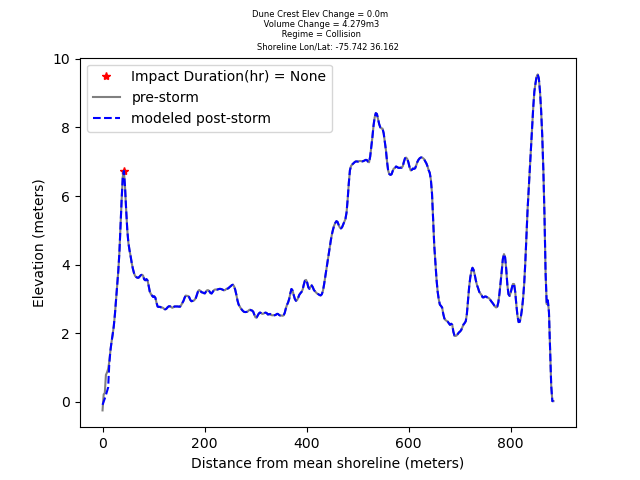 Dune Crest Elev Change = 0.0m
Volume Change = 4.279m3
Regime = Collision
Shoreline Lon/Lat: -75.742 36.162
Impact Duration(hr) = None
pre-storm
modeled post-storm
Elevation (meters)
10
8
6
4
2
0
0 200 400 600 800
Distance from mean shoreline (meters)